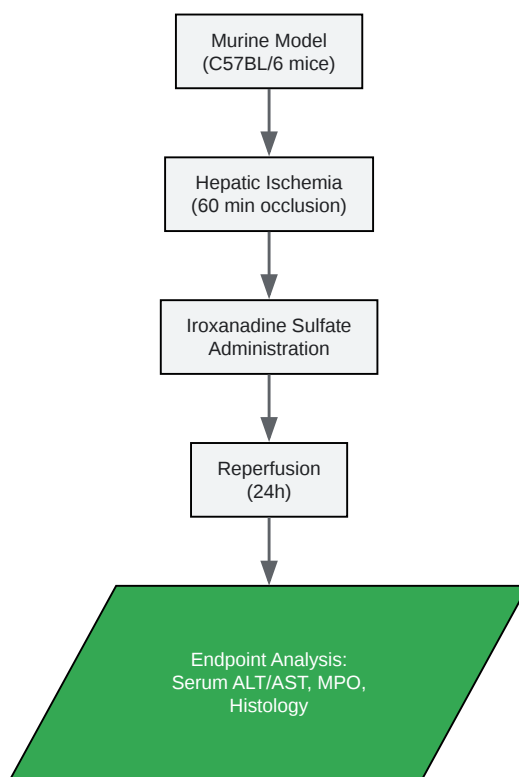 Murine Model
(C57BL/6 mice)
Hepatic Ischemia
(60 min occlusion)
Iroxanadine Sulfate
Administration
Reperfusion
(24h)
Endpoint Analysis:
Serum ALT/AST, MPO,
Histology